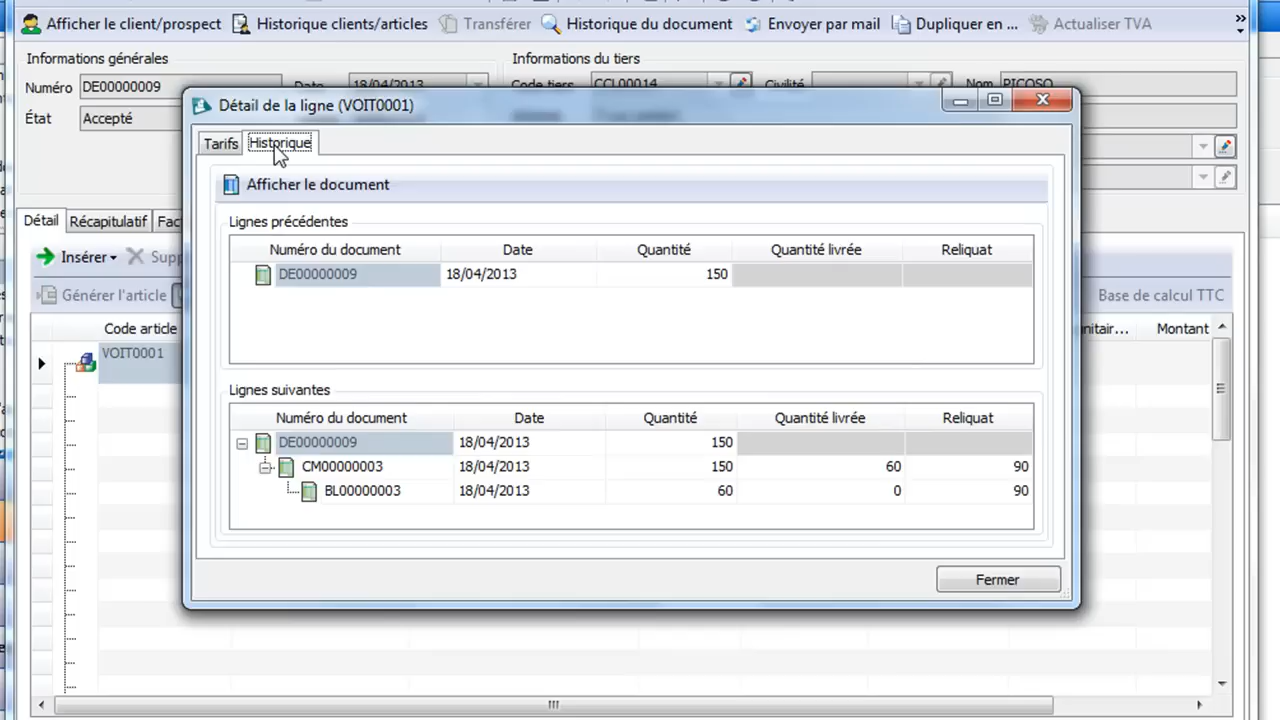 Afficher le client/prospect Historique clients/articles Transférer Historique du document Envoyer par mail Dupliquer en ... Actualiser TVA
Informations générales Informations du tiers
Numéro DE00000009 Date 18/04/2013 Code tiers CCL00014 Civilité Nom PICOSO
État Accepté
Détail de la ligne (VOIT0001)
Tarifs Historique
Afficher le document
Lignes précédentes
Numéro du document Date Quantité Quantité livrée Reliquat
DE00000009 18/04/2013 150
Lignes suivantes
Numéro du document Date Quantité Quantité livrée Reliquat
DE00000009 18/04/2013 150
CM00000003 18/04/2013 150 60 90
BL00000003 18/04/2013 60 0 90
Fermer
Détail Récapitulatif Fac
Insérer Supp
Générer l'article Base de calcul TTC
Code article nitair... Montant
VOIT0001